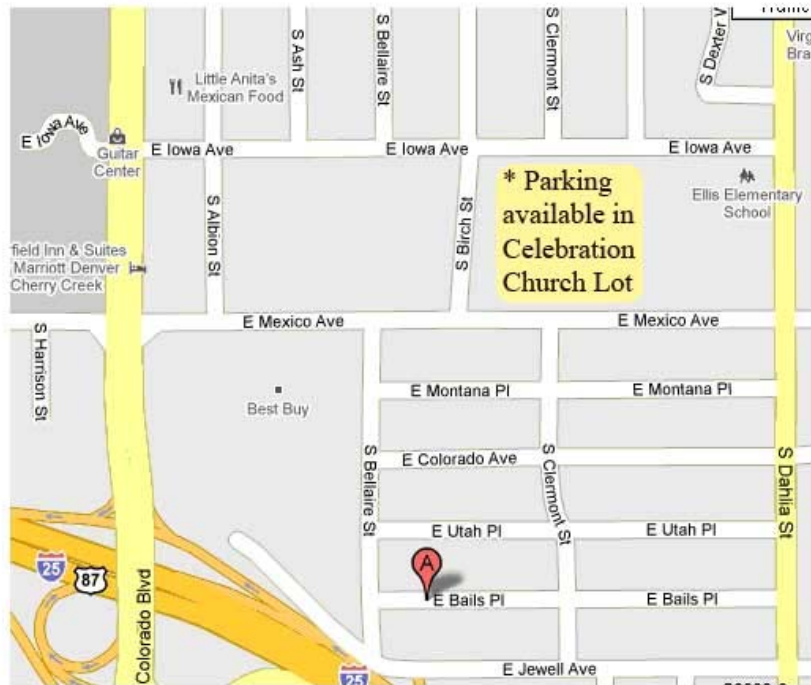 S Ash St
S Bellaire St
S Clermont St
S Dexter
Little Anita's
Mexican Food
E Iowa Ave
Guitar
Center
E Iowa Ave
E Iowa Ave
E Iowa Ave
* Parking
available in
Celebration
Church Lot
Ellis Elementary
School
S Albion St
S Birch St
field Inn & Suites
Marriott Denver
Cherry Creek
E Mexico Ave
E Mexico Ave
S Harrison St
Best Buy
E Montana Pl
E Montana Pl
E Colorado Ave
S Bellaire St
S Clermont St
S Dahlia St
E Utah Pl
E Utah Pl
A
25
87
Colorado Blvd
E Bails Pl
E Bails Pl
E Jewell Ave
25